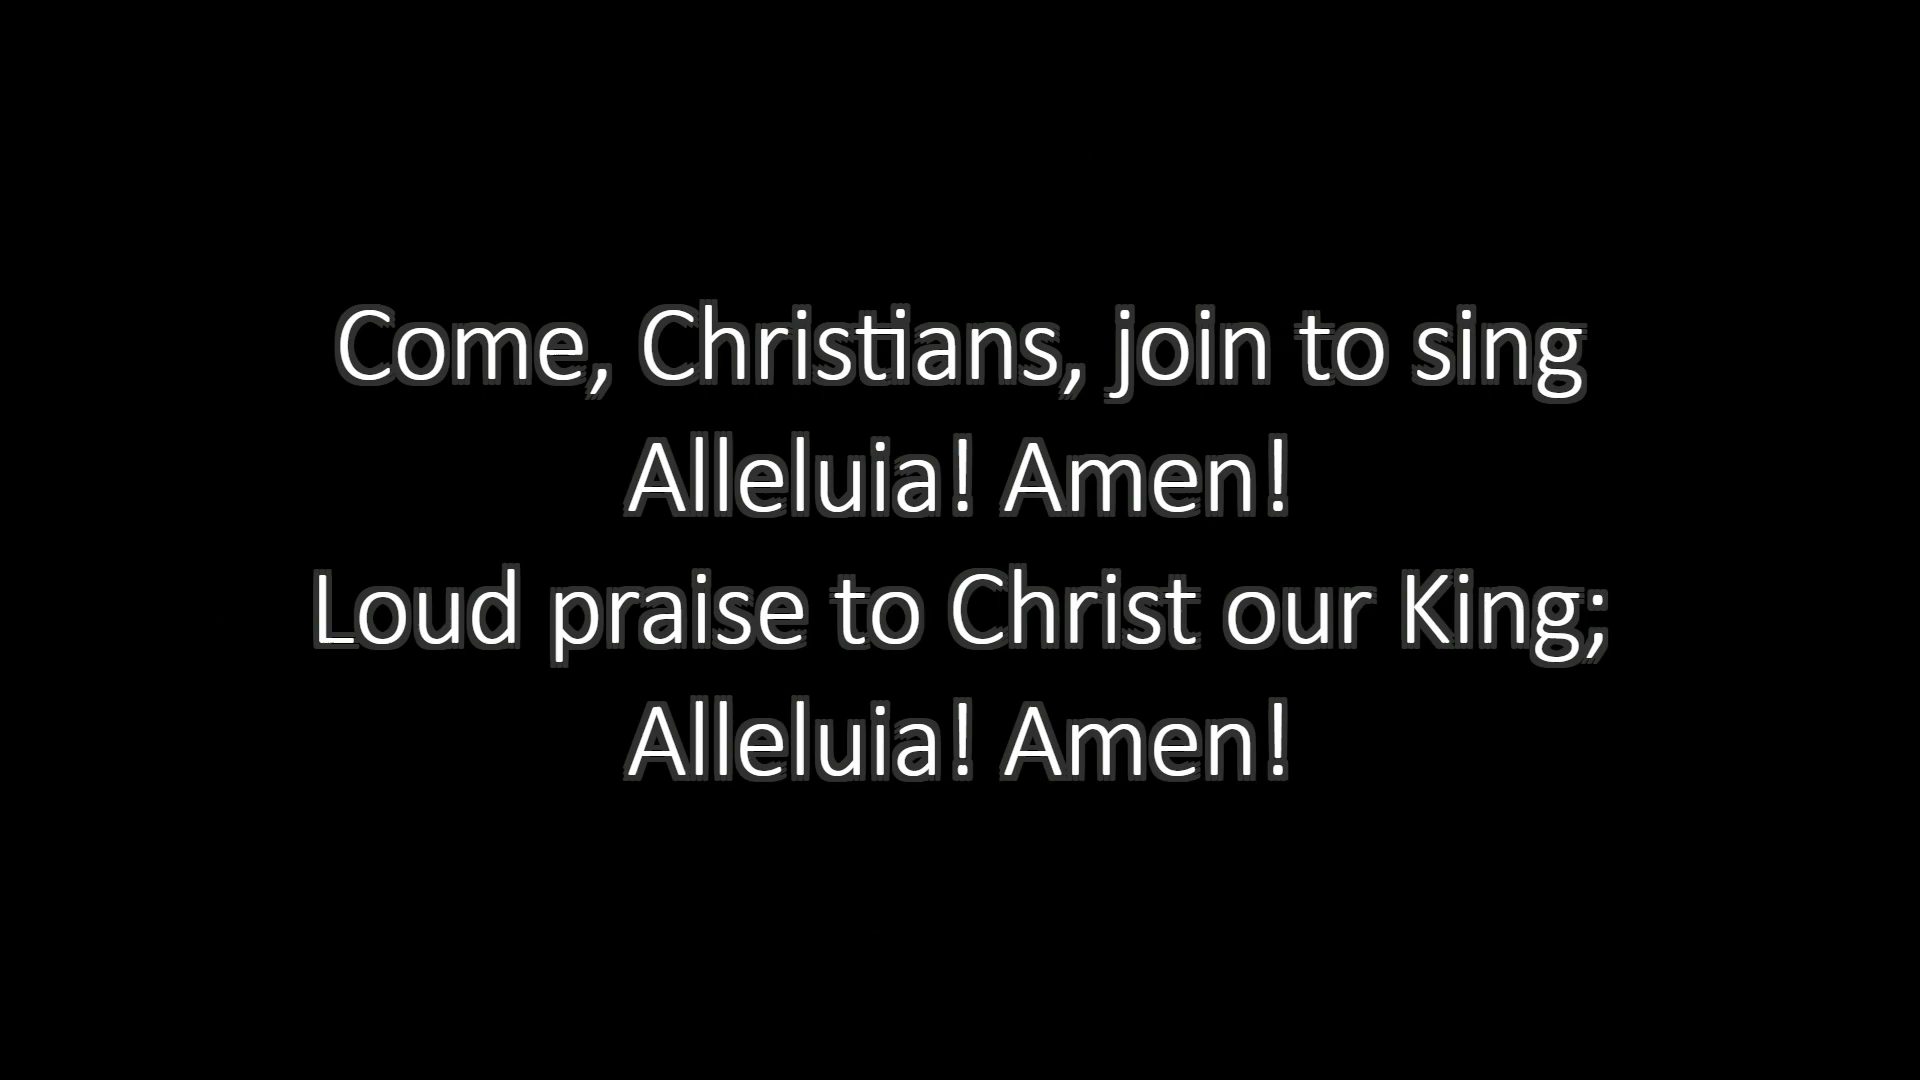 Come, Christians, join to sing
Alleluia! Amen!
Loud praise to Christ our King;
Alleluia! Amen!